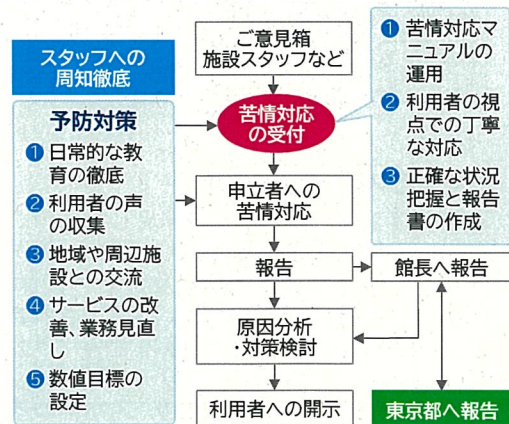 スタッフへの
周知徹底
予防対策
❶ 日常的な教
育の徹底
❷ 利用者の声
の収集
❸ 地域や周辺施
設との交流
❹ サービスの改
善、業務見直
し
❺ 数値目標の
設定
ご意見箱
施設スタッフなど
苦情対応
の受付
❶ 苦情対応マ
ニュアルの
運用
❷ 利用者の視
点での丁寧
な対応
❸ 正確な状況
把握と報告
書の作成
申立者への
苦情対応
報告
館長へ報告
原因分析
・対策検討
利用者への開示
東京都へ報告